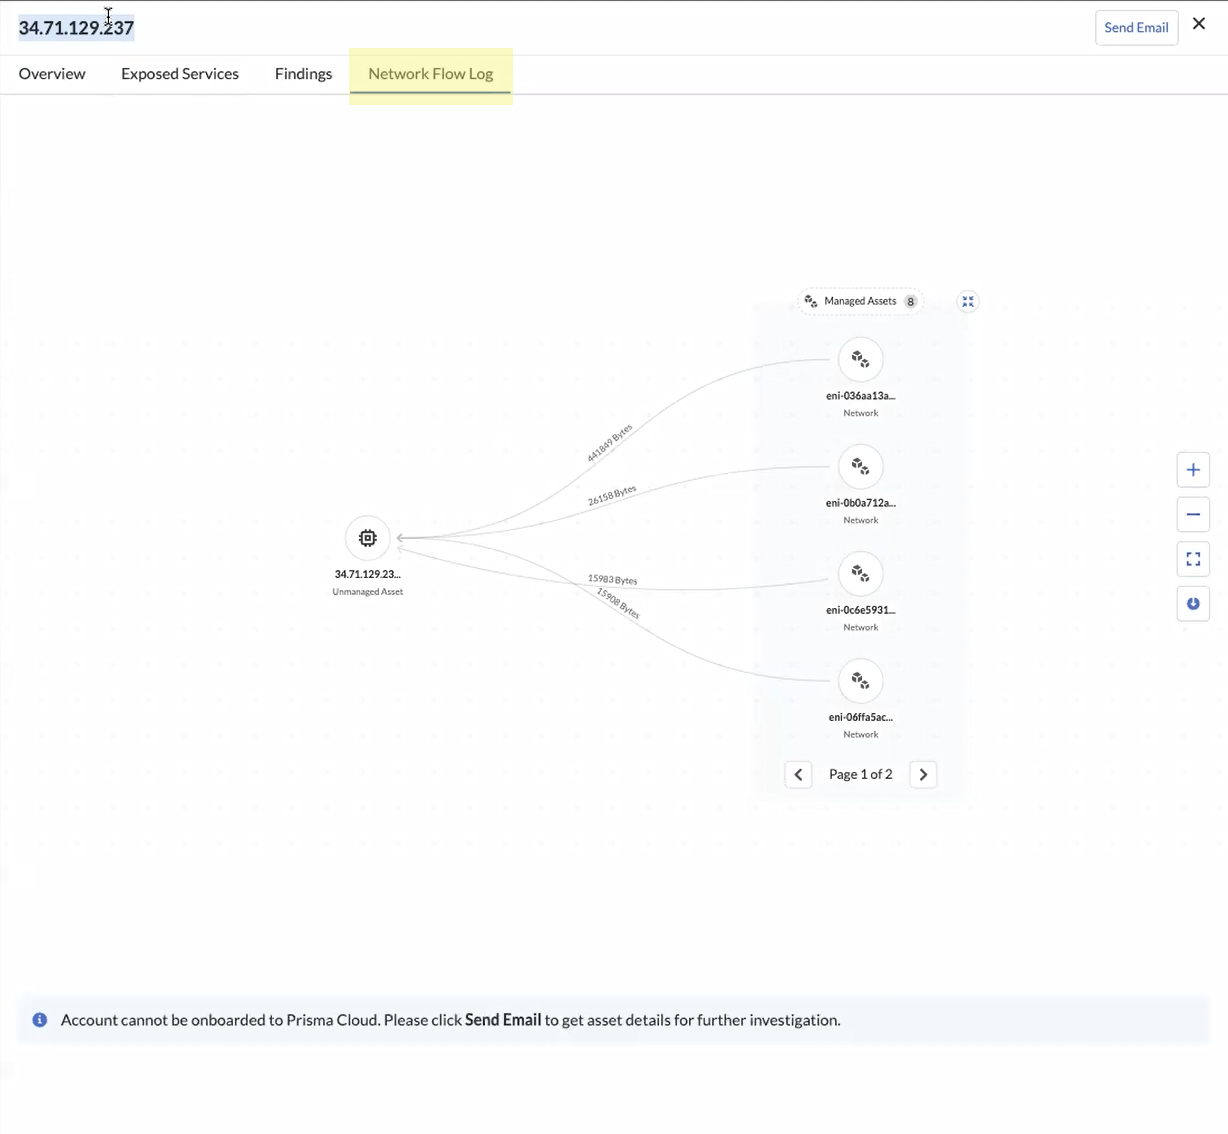 34.71.129.237
Send Email
Overview
Exposed Services
Findings
Network Flow Log
Managed Assets 8
eni-036aa13a...
Network
441849 Bytes
eni-0b0a712a...
Network
26158 Bytes
34.71.129.23...
Unmanaged Asset
15983 Bytes
15908 Bytes
eni-0c6e5931...
Network
eni-06ffa5ac...
Network
Page 1 of 2
Account cannot be onboarded to Prisma Cloud. Please click Send Email to get asset details for further investigation.